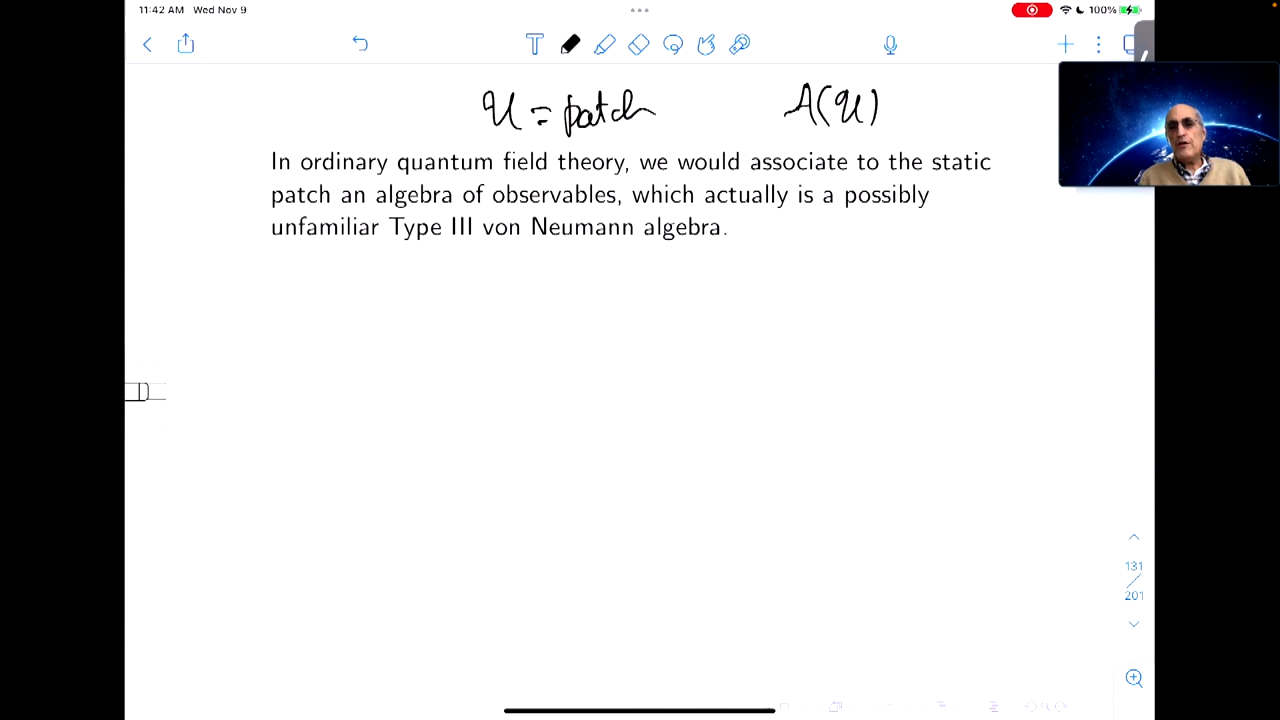 11:42 AM Wed Nov 9
100%
U = patch A(U)
In ordinary quantum field theory, we would associate to the static
patch an algebra of observables, which actually is a possibly
unfamiliar Type III von Neumann algebra.
131
201